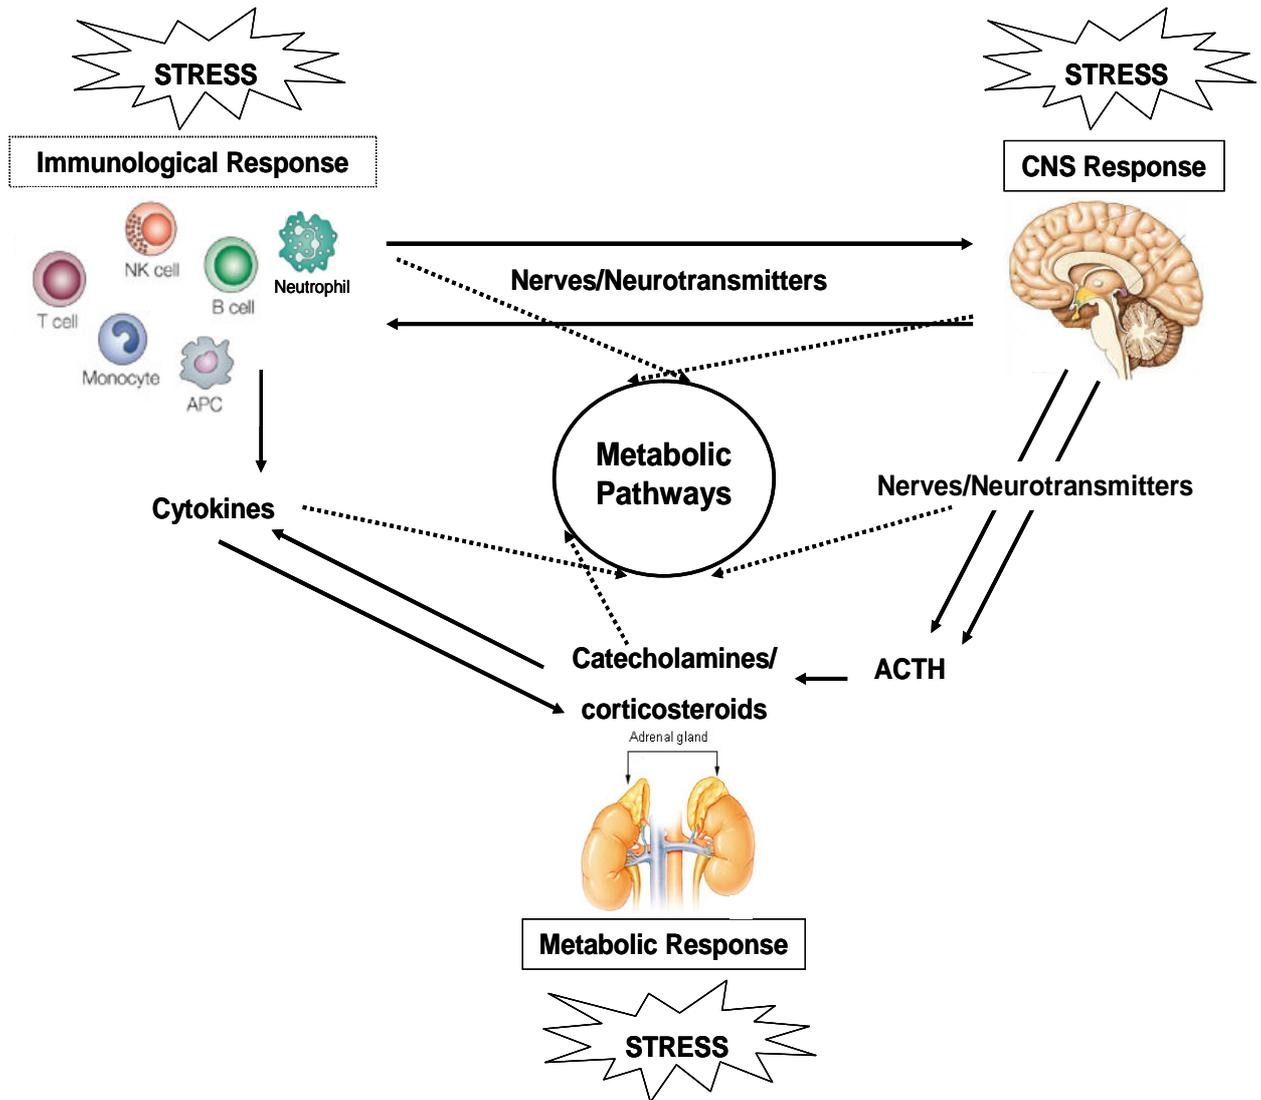 STRESS
STRESS
Immunological Response
CNS Response
NK cell
Neutrophil
T cell
B cell
Monocyte
APC
Nerves/Neurotransmitters
Metabolic
Pathways
Nerves/Neurotransmitters
Cytokines
Catecholamines/
corticosteroids
ACTH
Adrenal gland
Metabolic Response
STRESS